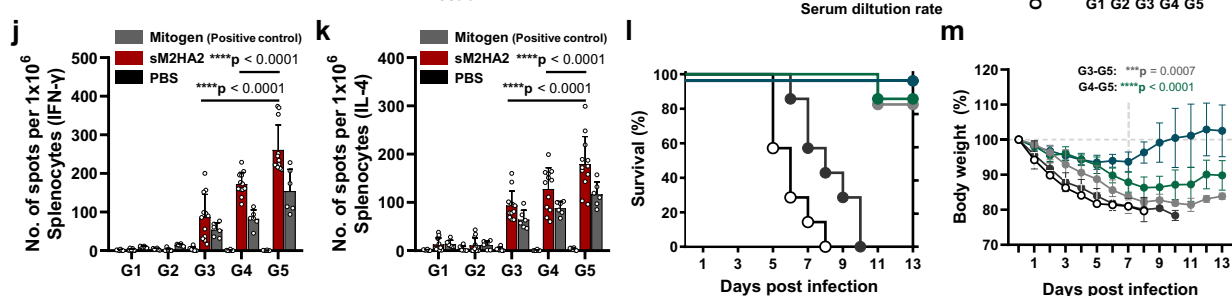 Serum diltution rate
G1 G2 G3 G4 G5
j
Mitogen (Positive control)
sM2HA2
PBS
****p < 0.0001
****p < 0.0001
No. of spots per 1x10⁶
Splenocytes (IFN-γ)
500
400
300
200
100
0
G1 G2 G3 G4 G5
k
Mitogen (Positive control)
sM2HA2
PBS
****p < 0.0001
****p < 0.0001
No. of spots per 1x10⁶
Splenocytes (IL-4)
400
300
200
100
0
G1 G2 G3 G4 G5
l
Survival (%)
100
80
60
40
20
0
1 3 5 7 9 11 13
Days post infection
m
G3-G5: ***p = 0.0007
G4-G5: ****p < 0.0001
Body weight (%)
120
110
100
90
80
70
1 3 5 7 9 11 13
Days post infection